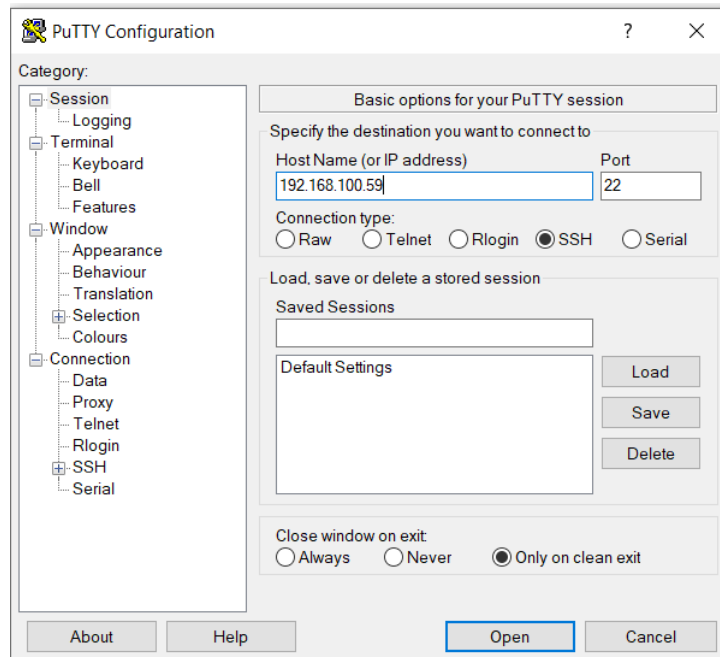 PuTTY Configuration
?
Category:
Session
Logging
Terminal
Keyboard
Bell
Features
Window
Appearance
Behaviour
Translation
Selection
Colours
Connection
Data
Proxy
Telnet
Rlogin
SSH
Serial
Basic options for your PuTTY session
Specify the destination you want to connect to
Host Name (or IP address) Port
192.168.100.59 22
Connection type:
Raw Telnet Rlogin SSH Serial
Load, save or delete a stored session
Saved Sessions
Default Settings
Load
Save
Delete
Close window on exit:
Always Never Only on clean exit
About Help Open Cancel